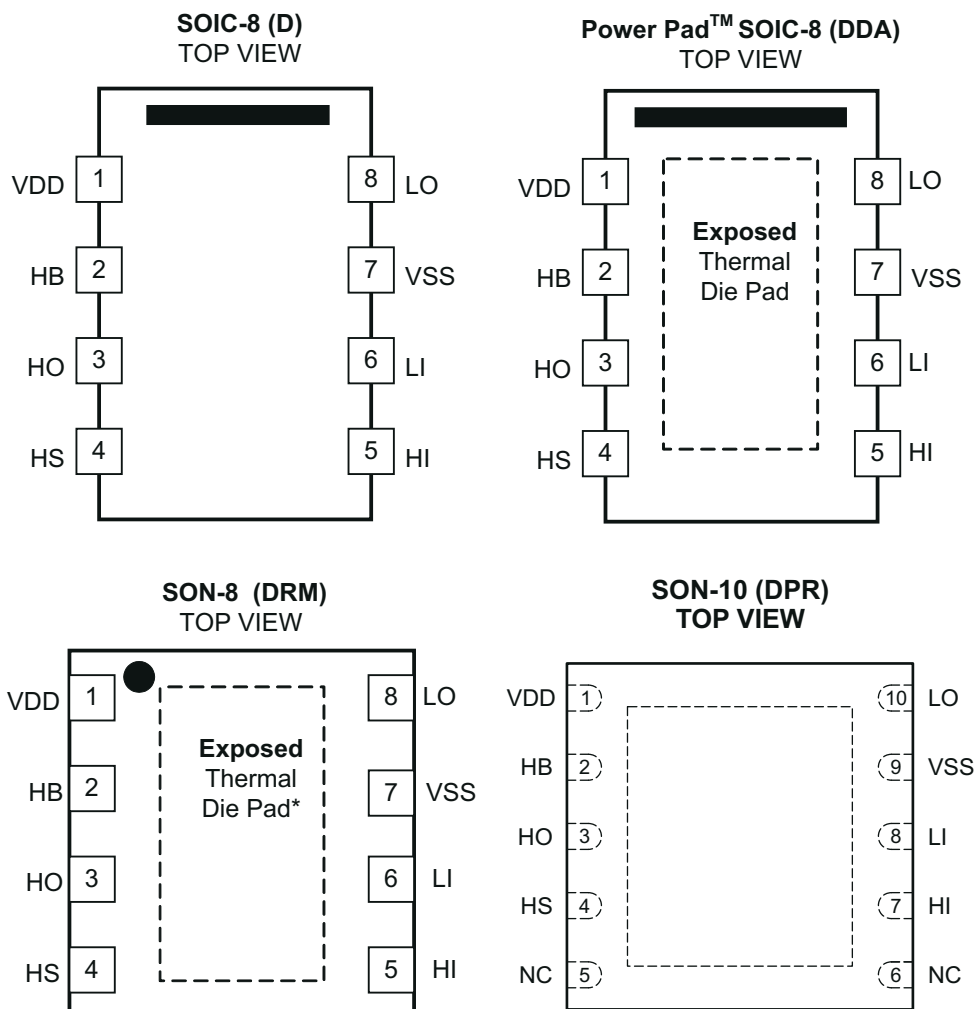 SOIC-8 (D)
TOP VIEW
VDD 1 8 LO
HB 2 7 VSS
HO 3 6 LI
HS 4 5 HI
Power Pad™ SOIC-8 (DDA)
TOP VIEW
VDD 1 8 LO
Exposed
Thermal
Die Pad
HB 2 7 VSS
HO 3 6 LI
HS 4 5 HI
SON-8 (DRM)
TOP VIEW
VDD 1 8 LO
Exposed
Thermal
Die Pad*
HB 2 7 VSS
HO 3 6 LI
HS 4 5 HI
SON-10 (DPR)
TOP VIEW
VDD 1 10 LO
HB 2 9 VSS
HO 3 8 LI
HS 4 7 HI
NC 5 6 NC